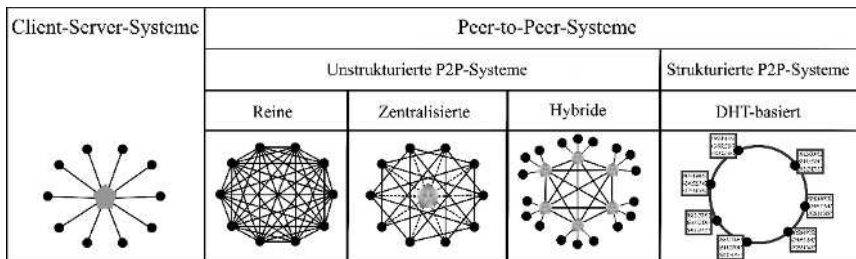 Client-Server-Systeme
Peer-to-Peer-Systeme
Unstrukturierte P2P-Systeme
Strukturierte P2P-Systeme
Reine
Zentralisierte
Hybride
DHT-basiert